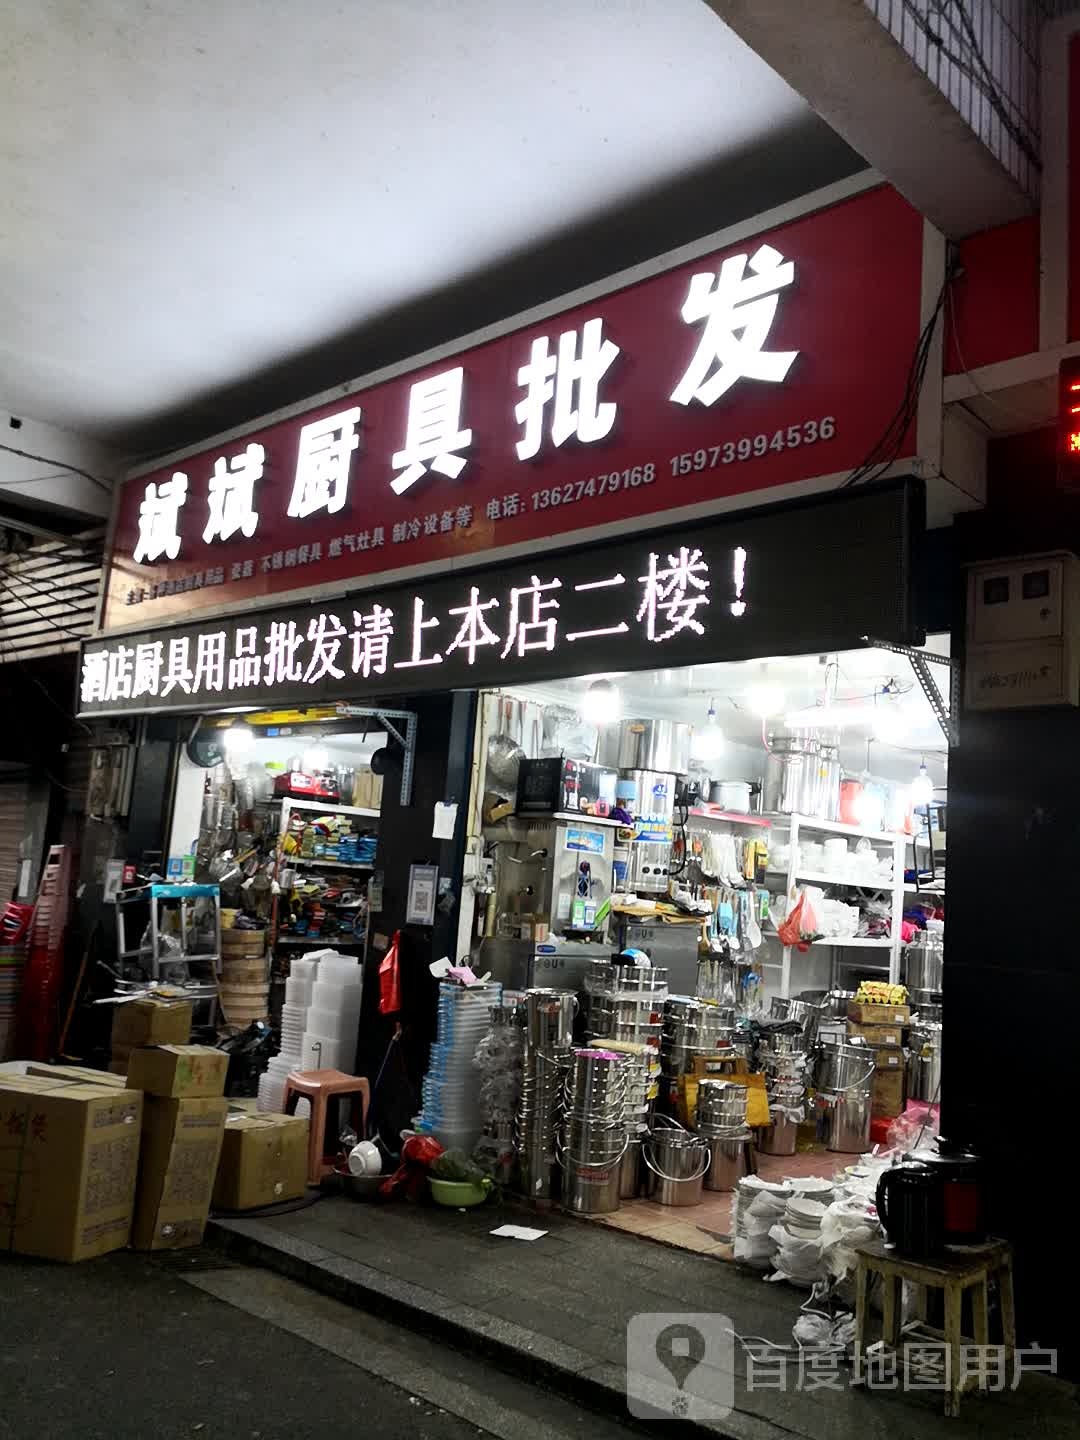 斌斌厨具批发
瓷器 不锈钢餐具 燃气灶具 制冷设备等 电话:13627479168 15973994536
酒店厨具用品批发请上本店二楼!
百度地图用户